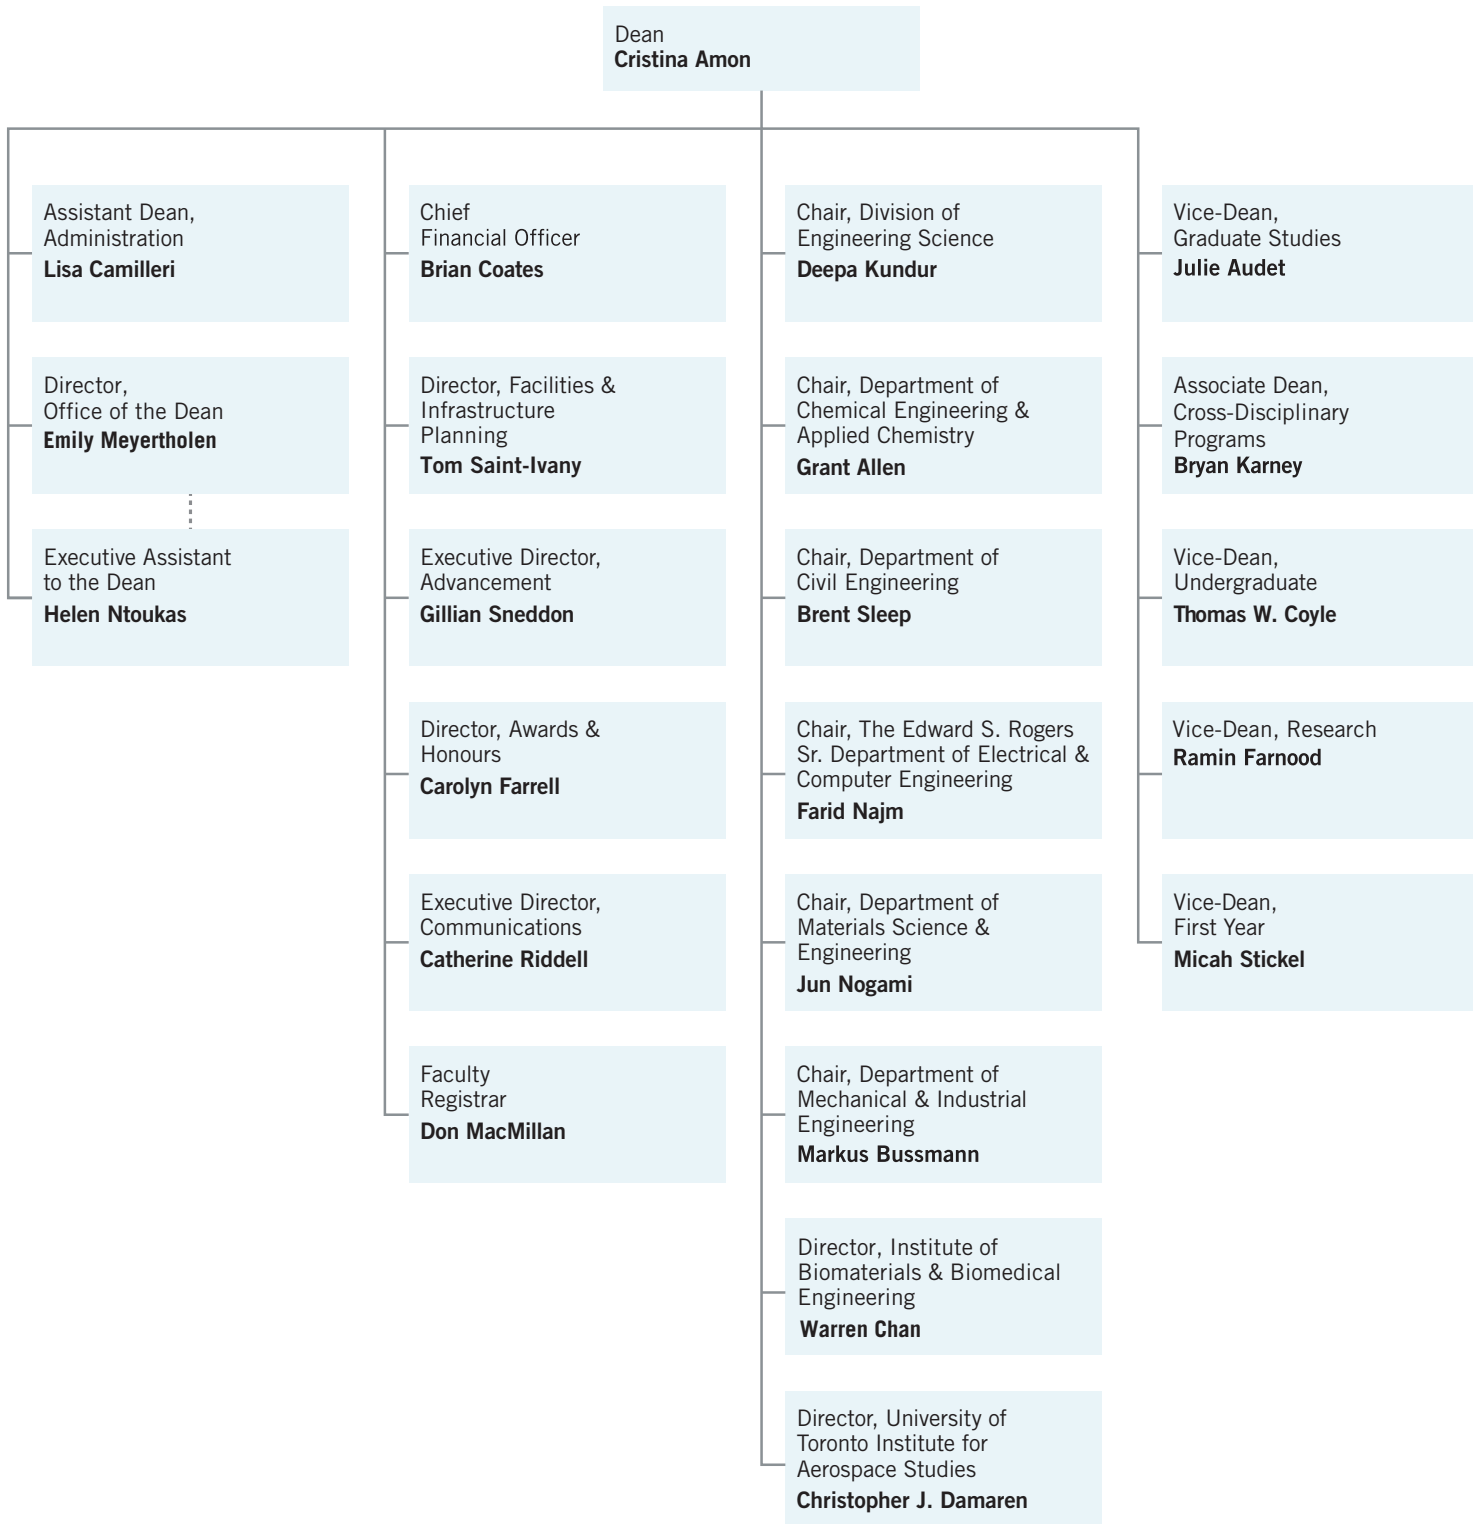 Dean
Cristina Amon
Assistant Dean,
Administration
Lisa Camilleri
Director,
Office of the Dean
Emily Meyertholen
Executive Assistant
to the Dean
Helen Ntoukas
Chief
Financial Officer
Brian Coates
Director, Facilities &
Infrastructure
Planning
Tom Saint-Ivany
Executive Director,
Advancement
Gillian Sneddon
Director, Awards &
Honours
Carolyn Farrell
Executive Director,
Communications
Catherine Riddell
Faculty
Registrar
Don MacMillan
Chair, Division of
Engineering Science
Deepa Kundur
Chair, Department of
Chemical Engineering &
Applied Chemistry
Grant Allen
Chair, Department of
Civil Engineering
Brent Sleep
Chair, The Edward S. Rogers
Sr. Department of Electrical &
Computer Engineering
Farid Najm
Chair, Department of
Materials Science &
Engineering
Jun Nogami
Chair, Department of
Mechanical & Industrial
Engineering
Markus Bussmann
Director, Institute of
Biomaterials & Biomedical
Engineering
Warren Chan
Director, University of
Toronto Institute for
Aerospace Studies
Christopher J. Damaren
Vice-Dean,
Graduate Studies
Julie Audet
Associate Dean,
Cross-Disciplinary
Programs
Bryan Karney
Vice-Dean,
Undergraduate
Thomas W. Coyle
Vice-Dean, Research
Ramin Farnood
Vice-Dean,
First Year
Micah Stickel